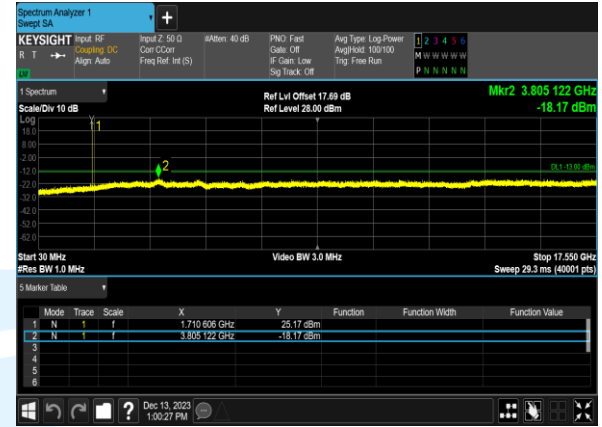 Spectrum Analyzer 1
Swept SA
KEYSIGHT Input: RF Input Z: 50 Ω #Atten: 40 dB PNO: Fast Avg Type: Log-Power 1 2 3 4 5 6
R T Coupling: DC Corr CCorr Gate: Off Avg|Hold: 100/100 M W W W W W
Align: Auto Freq Ref: Int (S) IF Gain: Low Trig: Free Run
Sig Track: Off P N N N N N
1 Spectrum Ref Lvl Offset 17.69 dB Mkr2 3.805 122 GHz
Scale/Div 10 dB Ref Level 28.00 dBm -18.17 dBm
Log
18.0
8.00
-2.00
-12.0
-22.0
-32.0
-42.0
-52.0
-62.0
1
2
DL1 -13.00 dBm
Start 30 MHz Video BW 3.0 MHz Stop 17.550 GHz
#Res BW 1.0 MHz Sweep 29.3 ms (40001 pts)
5 Marker Table
Mode Trace Scale X Y Function Function Width Function Value
1 N 1 f 1.710 606 GHz 25.17 dBm
2 N 1 f 3.805 122 GHz -18.17 dBm
3
4
5
6
? Dec 13, 2023
1:00:27 PM